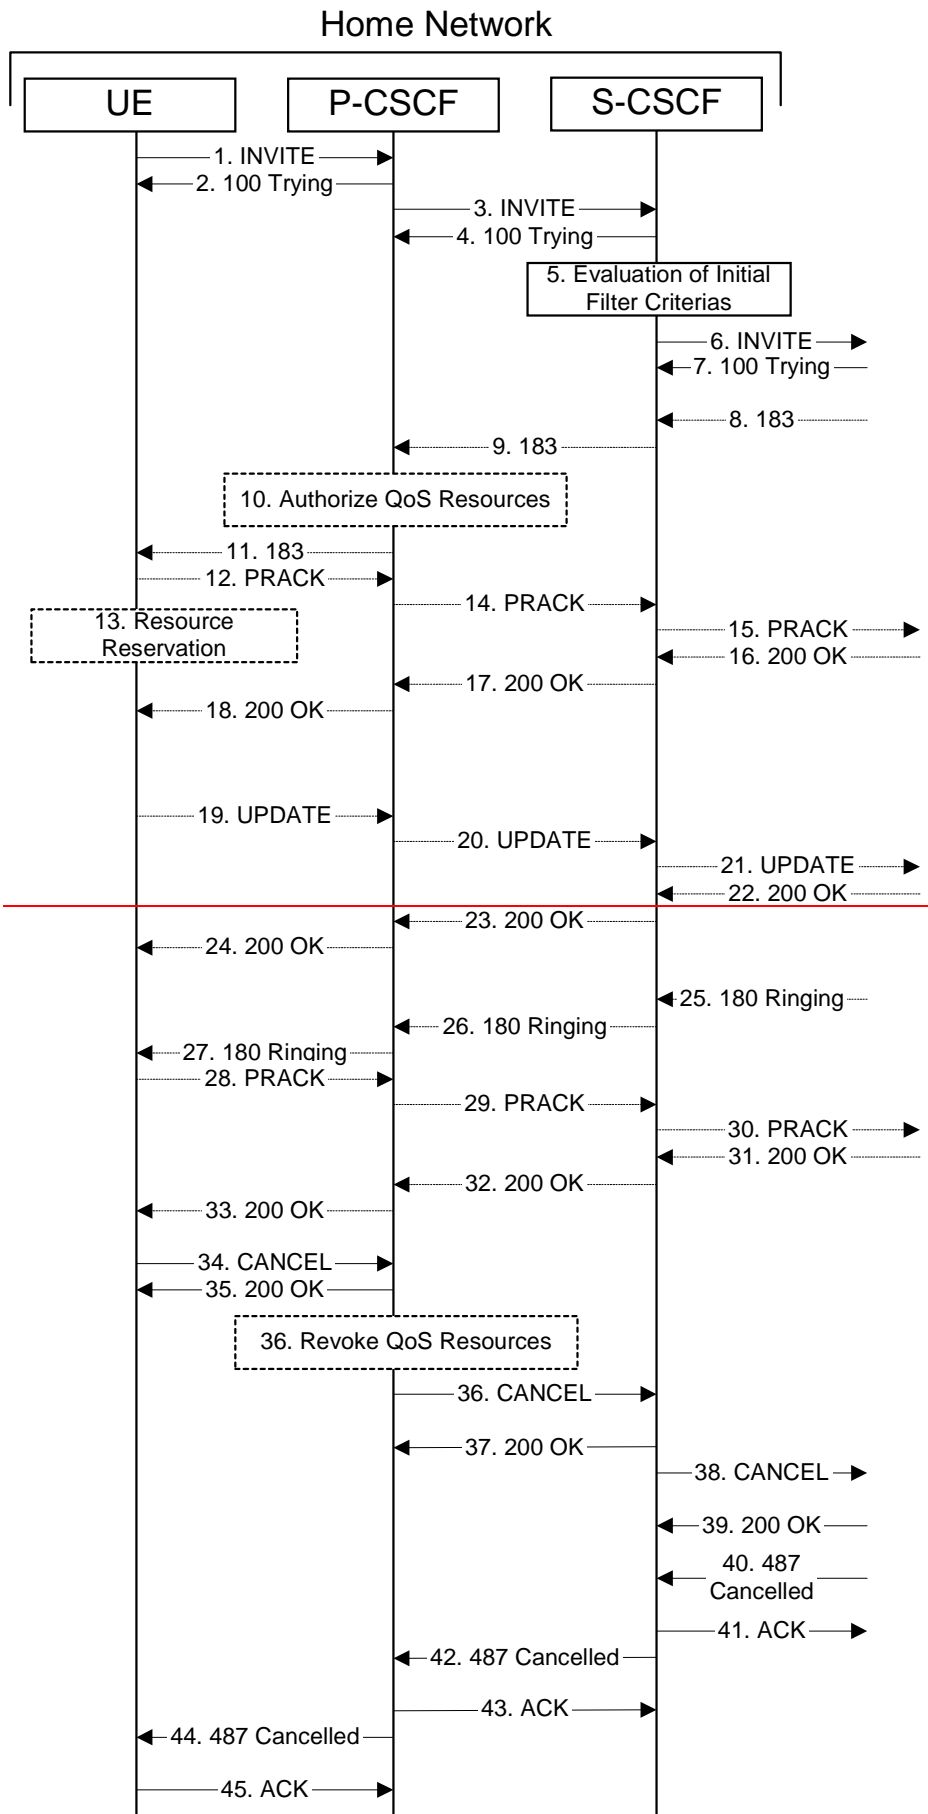 Home Network
UE
P-CSCF
S-CSCF
1. INVITE
2. 100 Trying
3. INVITE
4. 100 Trying
5. Evaluation of Initial
Filter Criterias
6. INVITE
7. 100 Trying
8. 183
9. 183
10. Authorize QoS Resources
11. 183
12. PRACK
14. PRACK
13. Resource
Reservation
15. PRACK
16. 200 OK
17. 200 OK
18. 200 OK
19. UPDATE
20. UPDATE
21. UPDATE
22. 200 OK
23. 200 OK
24. 200 OK
25. 180 Ringing
26. 180 Ringing
27. 180 Ringing
28. PRACK
29. PRACK
30. PRACK
31. 200 OK
32. 200 OK
33. 200 OK
34. CANCEL
35. 200 OK
36. Revoke QoS Resources
36. CANCEL
37. 200 OK
38. CANCEL
39. 200 OK
40. 487
Cancelled
41. ACK
42. 487 Cancelled
43. ACK
44. 487 Cancelled
45. ACK